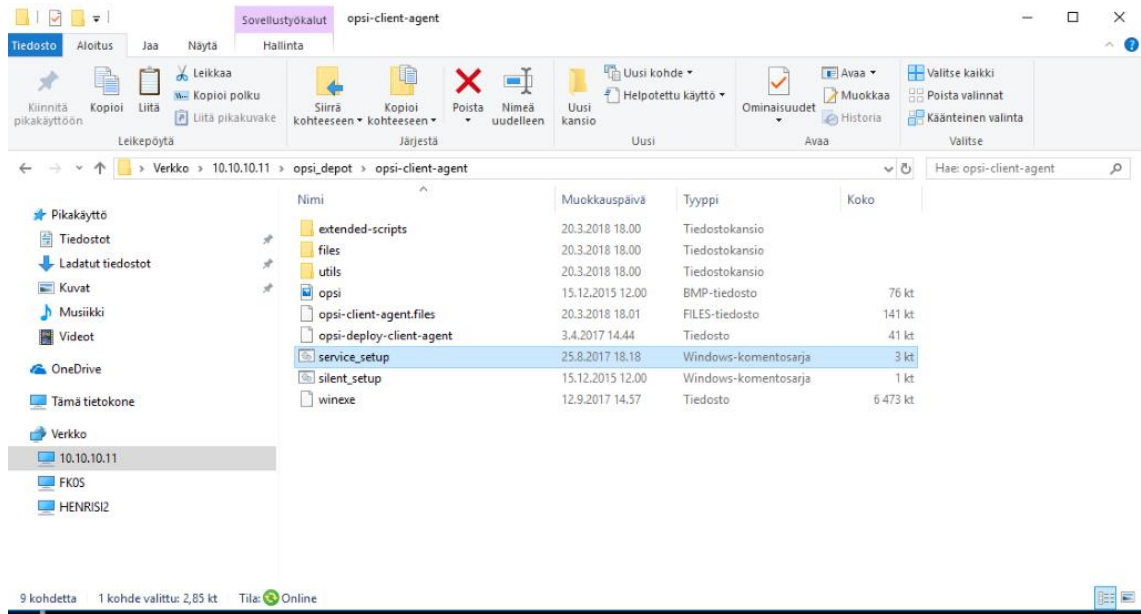 Sovellustyökalut opsi-client-agent
Tiedosto Aloitus Jaa Näytä Hallinta
Kiinnitä pikakäyttöön
Kopioi
Liitä
Leikkaa
Kopioi polku
Liitä pikakuvake
Leikepöytä
Siirrä kohteeseen
Kopioi kohteeseen
Poista
Nimeä uudelleen
Järjestä
Uusi kansio
Uusi kohde
Helpotettu käyttö
Uusi
Ominaisuudet
Avaa
Muokkaa
Historia
Avaa
Valitse kaikki
Poista valinnat
Käänteinen valinta
Valitse
> Verkko > 10.10.10.11 > opsi_depot > opsi-client-agent
Hae: opsi-client-agent
Pikakäyttö
Tiedostot
Ladatut tiedostot
Kuvat
Musiikki
Videot
OneDrive
Tämä tietokone
Verkko
10.10.10.11
FK0S
HENRISI2
Nimi Muokkauspäivä Tyyppi Koko
extended-scripts 20.3.2018 18.00 Tiedostokansio
files 20.3.2018 18.00 Tiedostokansio
utils 20.3.2018 18.00 Tiedostokansio
opsi 15.12.2015 12.00 BMP-tiedosto 76 kt
opsi-client-agent.files 20.3.2018 18.01 FILES-tiedosto 141 kt
opsi-deploy-client-agent 3.4.2017 14.44 Tiedosto 41 kt
service_setup 25.8.2017 18.18 Windows-komentosarja 3 kt
silent_setup 15.12.2015 12.00 Windows-komentosarja 1 kt
winexe 12.9.2017 14.57 Tiedosto 6 473 kt
9 kohdetta 1 kohde valittu: 2,85 kt Tila: Online